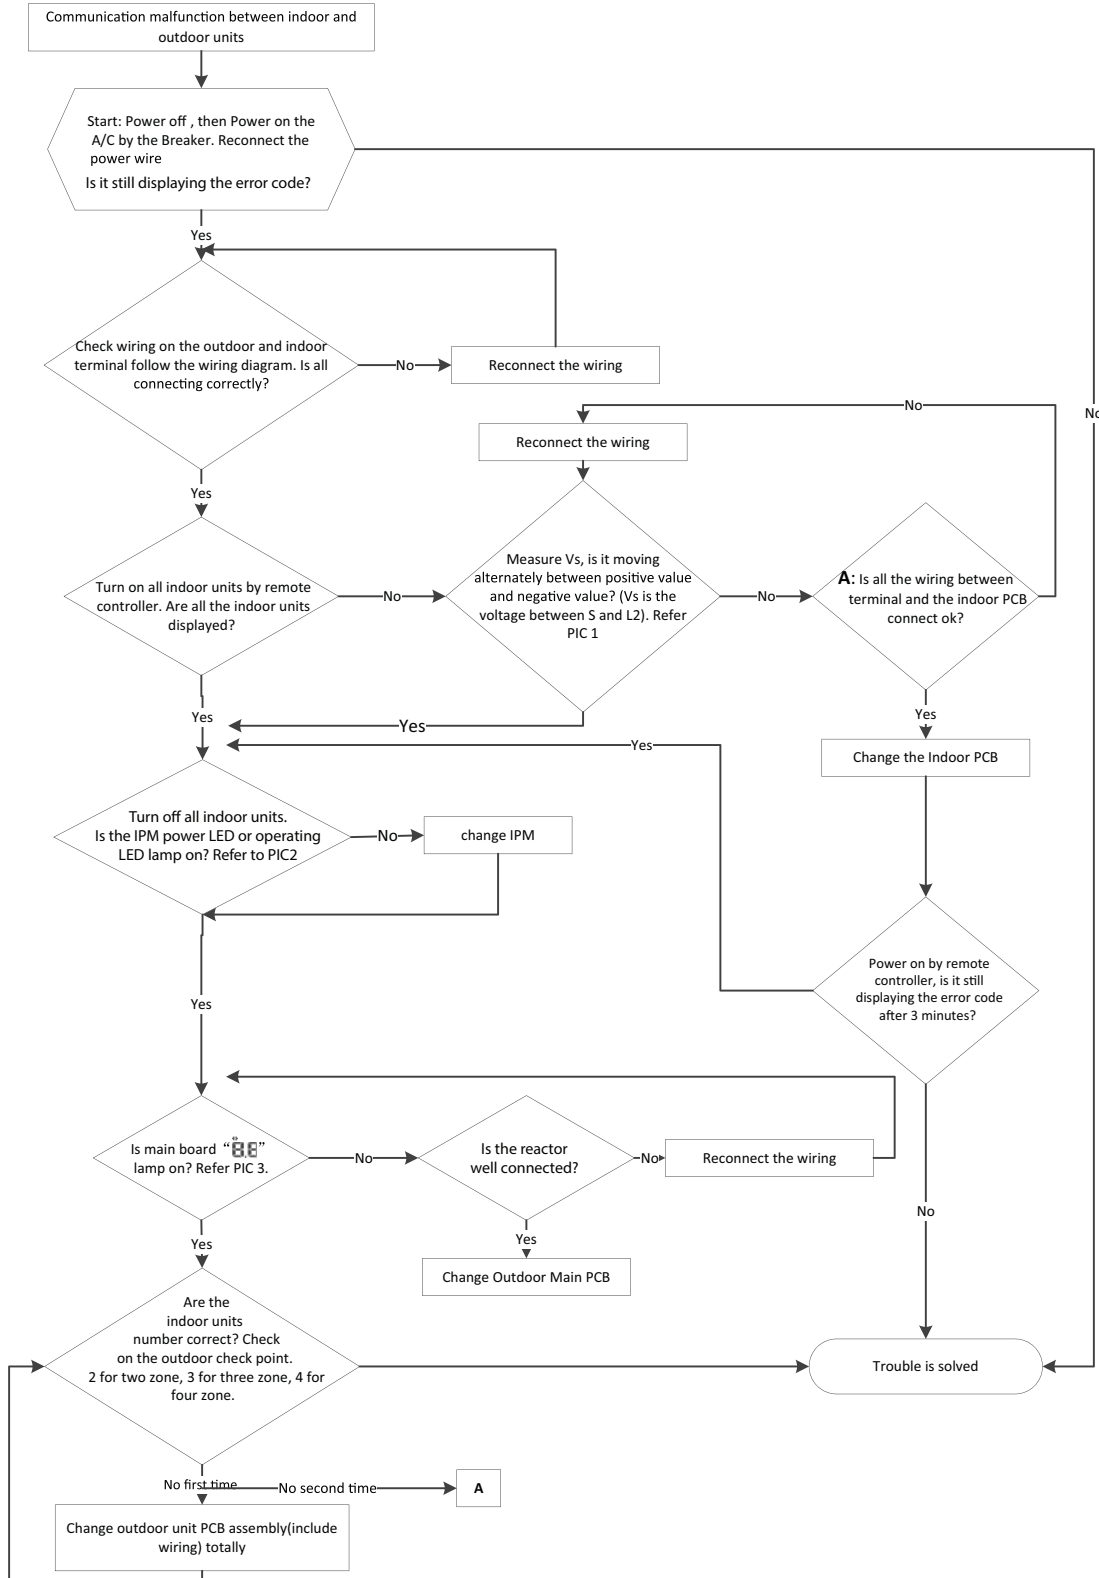 Communication malfunction between indoor and
outdoor units
Start: Power off , then Power on the
A/C by the Breaker. Reconnect the
power wire
Is it still displaying the error code?
Yes
Check wiring on the outdoor and indoor
terminal follow the wiring diagram. Is all
connecting correctly?
No
Reconnect the wiring
No
No
Reconnect the wiring
Yes
Turn on all indoor units by remote
controller. Are all the indoor units
displayed?
No
Measure Vs, is it moving
alternately between positive value
and negative value? (Vs is the
voltage between S and L2). Refer
PIC 1
No
A: Is all the wiring between
terminal and the indoor PCB
connect ok?
Yes
Yes
Yes
Yes
Change the Indoor PCB
Turn off all indoor units.
Is the IPM power LED or operating
LED lamp on? Refer to PIC2
No
change IPM
Power on by remote
controller, is it still
displaying the error code
after 3 minutes?
Yes
Is main board “8.8”
lamp on? Refer PIC 3.
No
Is the reactor
well connected?
No
Reconnect the wiring
No
Yes
Yes
Change Outdoor Main PCB
Are the
indoor units
number correct? Check
on the outdoor check point.
2 for two zone, 3 for three zone, 4 for
four zone.
Trouble is solved
No first time
No second time
A
Change outdoor unit PCB assembly(include
wiring) totally